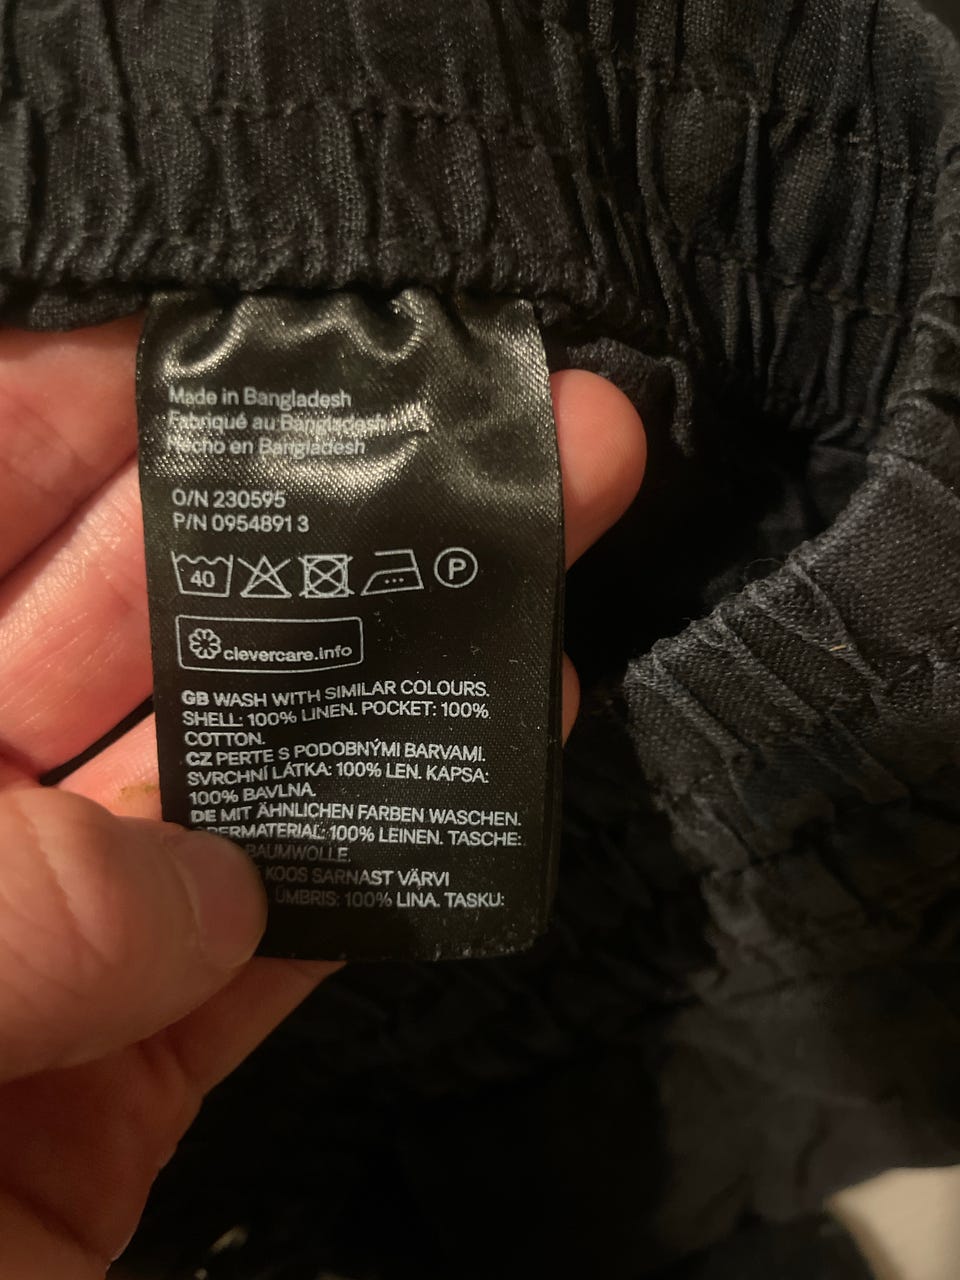 Made in Bangladesh
Fabriqué au Bangladesh
Hecho en Bangladesh
O/N 230595
P/N 0954891 3
40 P
clevercare.info
GB WASH WITH SIMILAR COLOURS.
SHELL: 100% LINEN. POCKET: 100%
COTTON.
CZ PERTE S PODOBNÝMI BARVAMI.
SVRCHNÍ LÁTKA: 100% LEN. KAPSA:
100% BAVLNA.
DE MIT ÄHNLICHEN FARBEN WASCHEN.
100% LEINEN. TASCHE:
BAUMWOLLE.
KOOS SARNAST VÄRVI
ÜMBRIS: 100% LINA. TASKU: